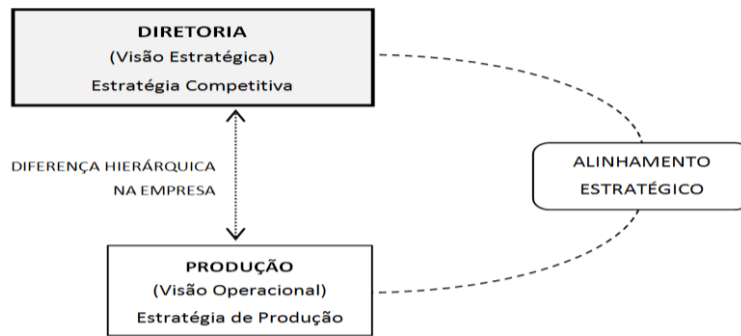 DIRETORIA
(Visão Estratégica)
Estratégia Competitiva
DIFERENÇA HIERÁRQUICA
NA EMPRESA
ALINHAMENTO
ESTRATÉGICO
PRODUÇÃO
(Visão Operacional)
Estratégia de Produção